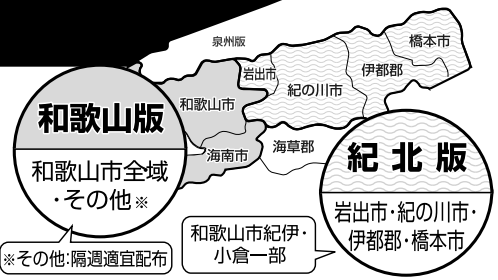 泉州版
橋本市
伊都郡
岩出市
紀の川市
和歌山市
海南市
海草郡
和歌山版
和歌山市全域
・その他※
※その他：隔週適宜配布
紀北版
岩出市・紀の川市・
伊都郡・橋本市
和歌山市紀伊・
小倉一部